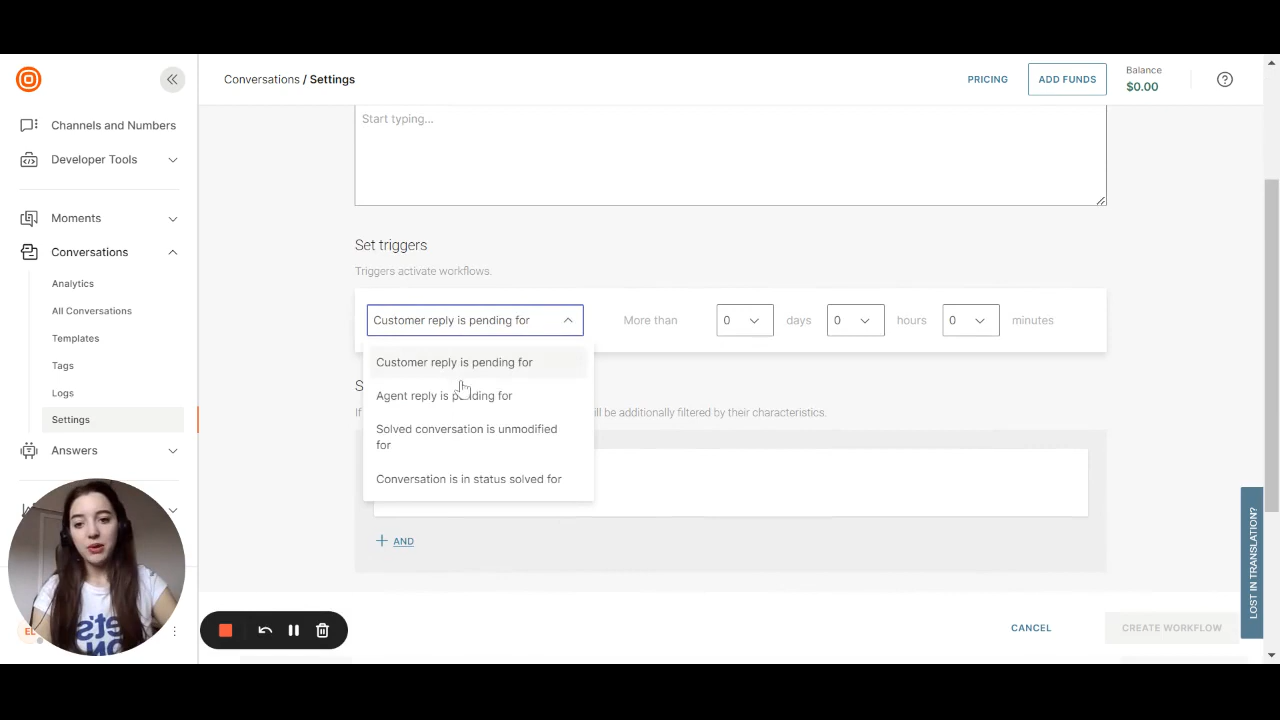 Conversations / Settings
PRICING
ADD FUNDS
Balance
$0.00
Channels and Numbers
Developer Tools
Moments
Conversations
Analytics
All Conversations
Templates
Tags
Logs
Settings
Answers
EL
Start typing...
Set triggers
Triggers activate workflows.
Customer reply is pending for
More than
0
days
0
hours
0
minutes
Customer reply is pending for
Agent reply is pending for
Solved conversation is unmodified
for
Conversation is in status solved for
S
If
ll be additionally filtered by their characteristics.
+ AND
CANCEL
CREATE WORKFLOW
LOST IN TRANSLATION?